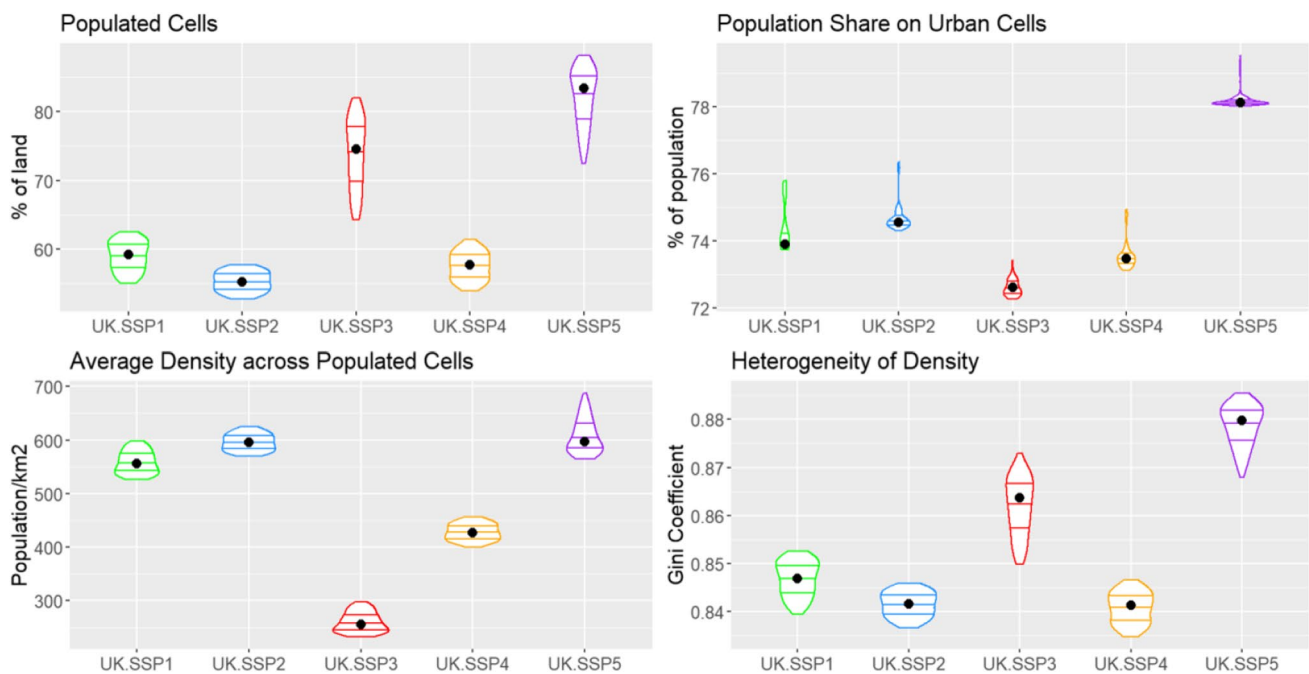 Populated Cells
% of land
80
70
60
UK.SSP1 UK.SSP2 UK.SSP3 UK.SSP4 UK.SSP5
Population Share on Urban Cells
% of population
78
76
74
72
UK.SSP1 UK.SSP2 UK.SSP3 UK.SSP4 UK.SSP5
Average Density across Populated Cells
Population/km2
700
600
500
400
300
UK.SSP1 UK.SSP2 UK.SSP3 UK.SSP4 UK.SSP5
Heterogeneity of Density
Gini Coefficient
0.88
0.87
0.86
0.85
0.84
UK.SSP1 UK.SSP2 UK.SSP3 UK.SSP4 UK.SSP5